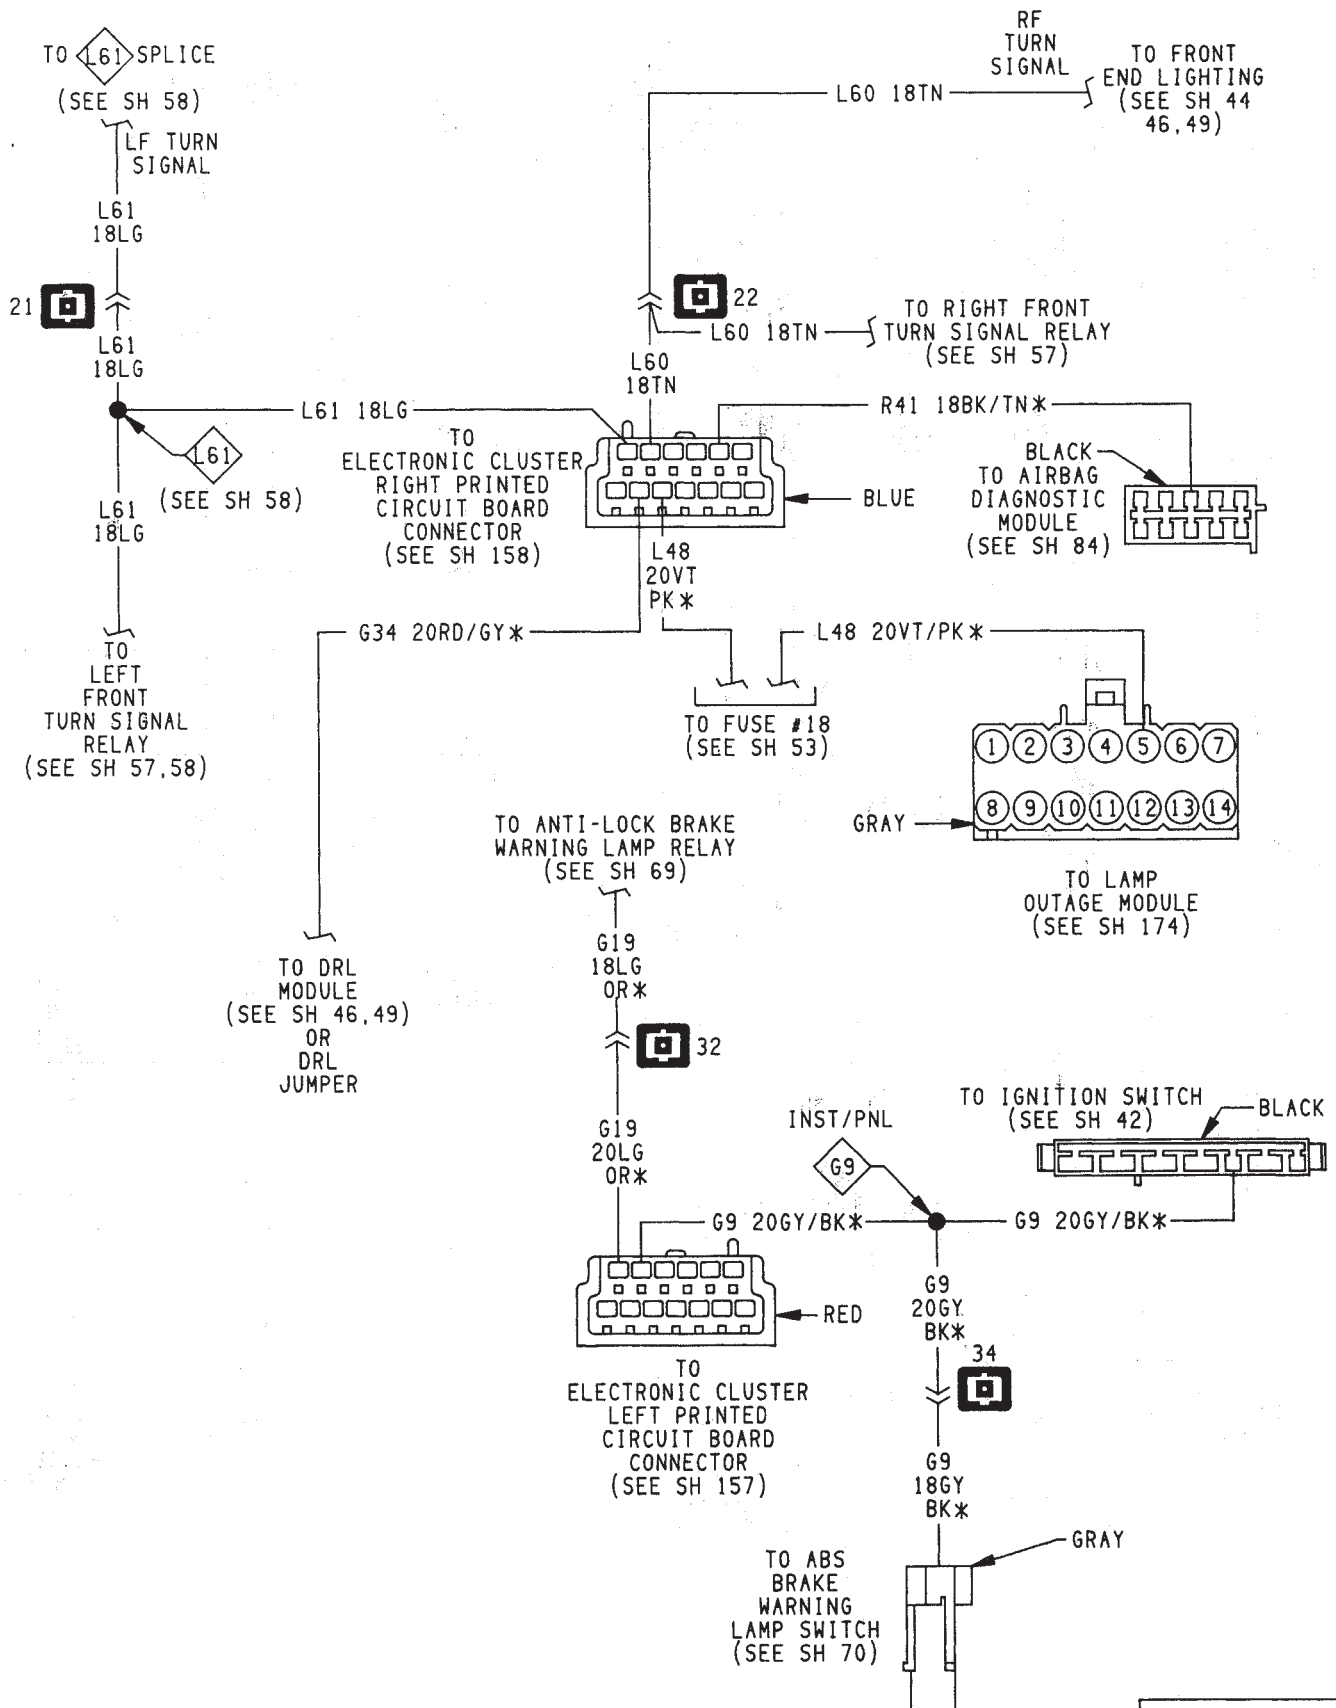 TO L61 SPLICE
(SEE SH 58)
LF TURN
SIGNAL
L61
18LG
21
L61
18LG
L61 18LG
L61
(SEE SH 58)
L61
18LG
TO
LEFT
FRONT
TURN SIGNAL
RELAY
(SEE SH 57,58)
RF
TURN
SIGNAL
TO FRONT
END LIGHTING
(SEE SH 44
46,49)
L60 18TN
22
L60 18TN
TO RIGHT FRONT
TURN SIGNAL RELAY
(SEE SH 57)
L60
18TN
R41 18BK/TN*
TO
ELECTRONIC CLUSTER
RIGHT PRINTED
CIRCUIT BOARD
CONNECTOR
(SEE SH 158)
BLUE
BLACK
TO AIRBAG
DIAGNOSTIC
MODULE
(SEE SH 84)
L48
20VT
PK*
G34 20RD/GY*
L48 20VT/PK*
TO FUSE #18
(SEE SH 53)
1 2 3 4 5 6 7
8 9 10 11 12 13 14
GRAY
TO LAMP
OUTAGE MODULE
(SEE SH 174)
TO ANTI-LOCK BRAKE
WARNING LAMP RELAY
(SEE SH 69)
G19
18LG
OR*
32
TO DRL
MODULE
(SEE SH 46,49)
OR
DRL
JUMPER
G19
20LG
OR*
INST/PNL
G9
TO IGNITION SWITCH
(SEE SH 42)
BLACK
G9 20GY/BK*
G9 20GY/BK*
RED
G9
20GY
BK*
34
TO
ELECTRONIC CLUSTER
LEFT PRINTED
CIRCUIT BOARD
CONNECTOR
(SEE SH 157)
G9
18GY
BK*
GRAY
TO ABS
BRAKE
WARNING
LAMP SWITCH
(SEE SH 70)